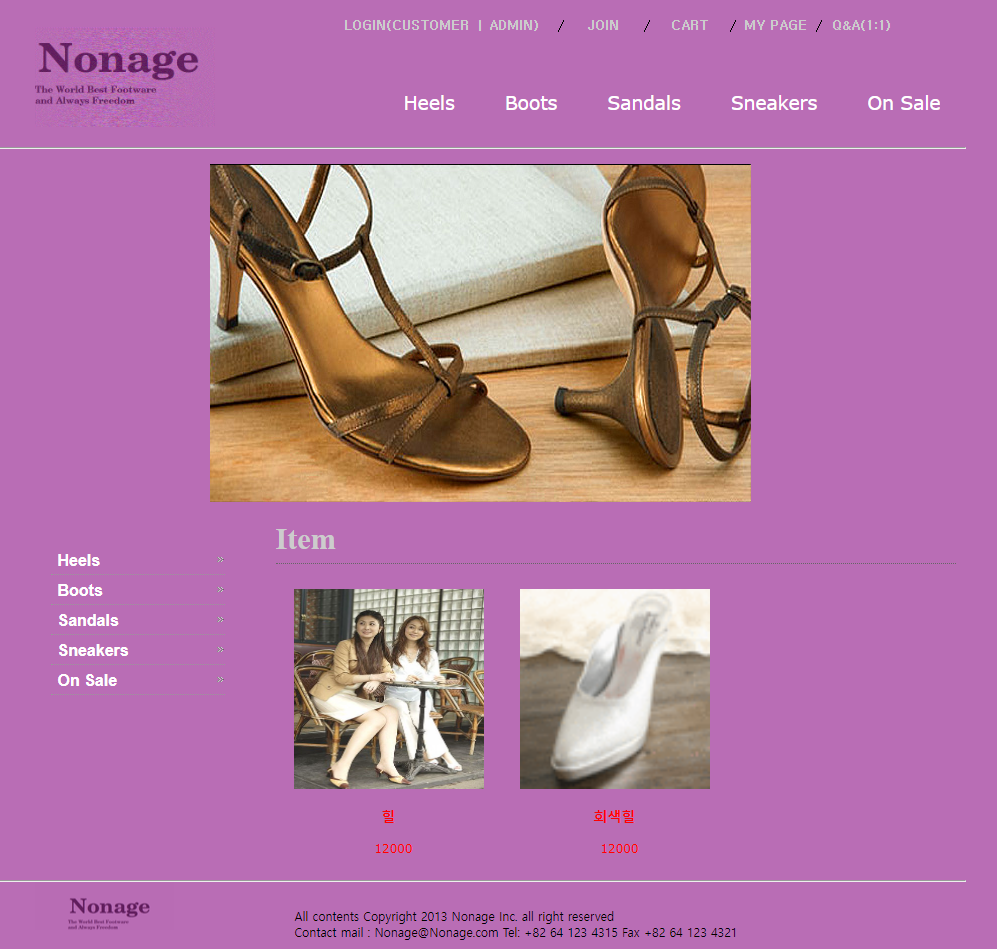 LOGIN(CUSTOMER | ADMIN) / JOIN / CART / MY PAGE / Q&A(1:1)
Nonage
The World Best Footware
and Always Freedom
Heels Boots Sandals Sneakers On Sale
Item
Heels
Boots
Sandals
Sneakers
On Sale
힐 회색힐
12000 12000
Nonage
The World Best Footware
and Always Freedom
All contents Copyright 2013 Nonage Inc. all right reserved
Contact mail : Nonage@Nonage.com Tel: +82 64 123 4315 Fax +82 64 123 4321